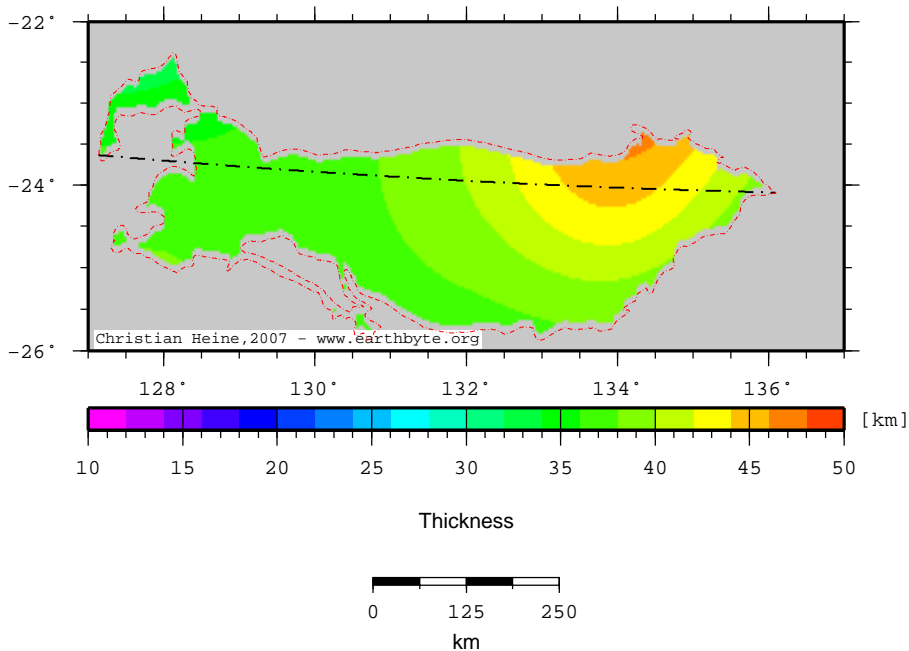 -22°
-24°
-26°
Christian Heine,2007 - www.earthbyte.org
128° 130° 132° 134° 136°
[km]
10 15 20 25 30 35 40 45 50
Thickness
0 125 250
km